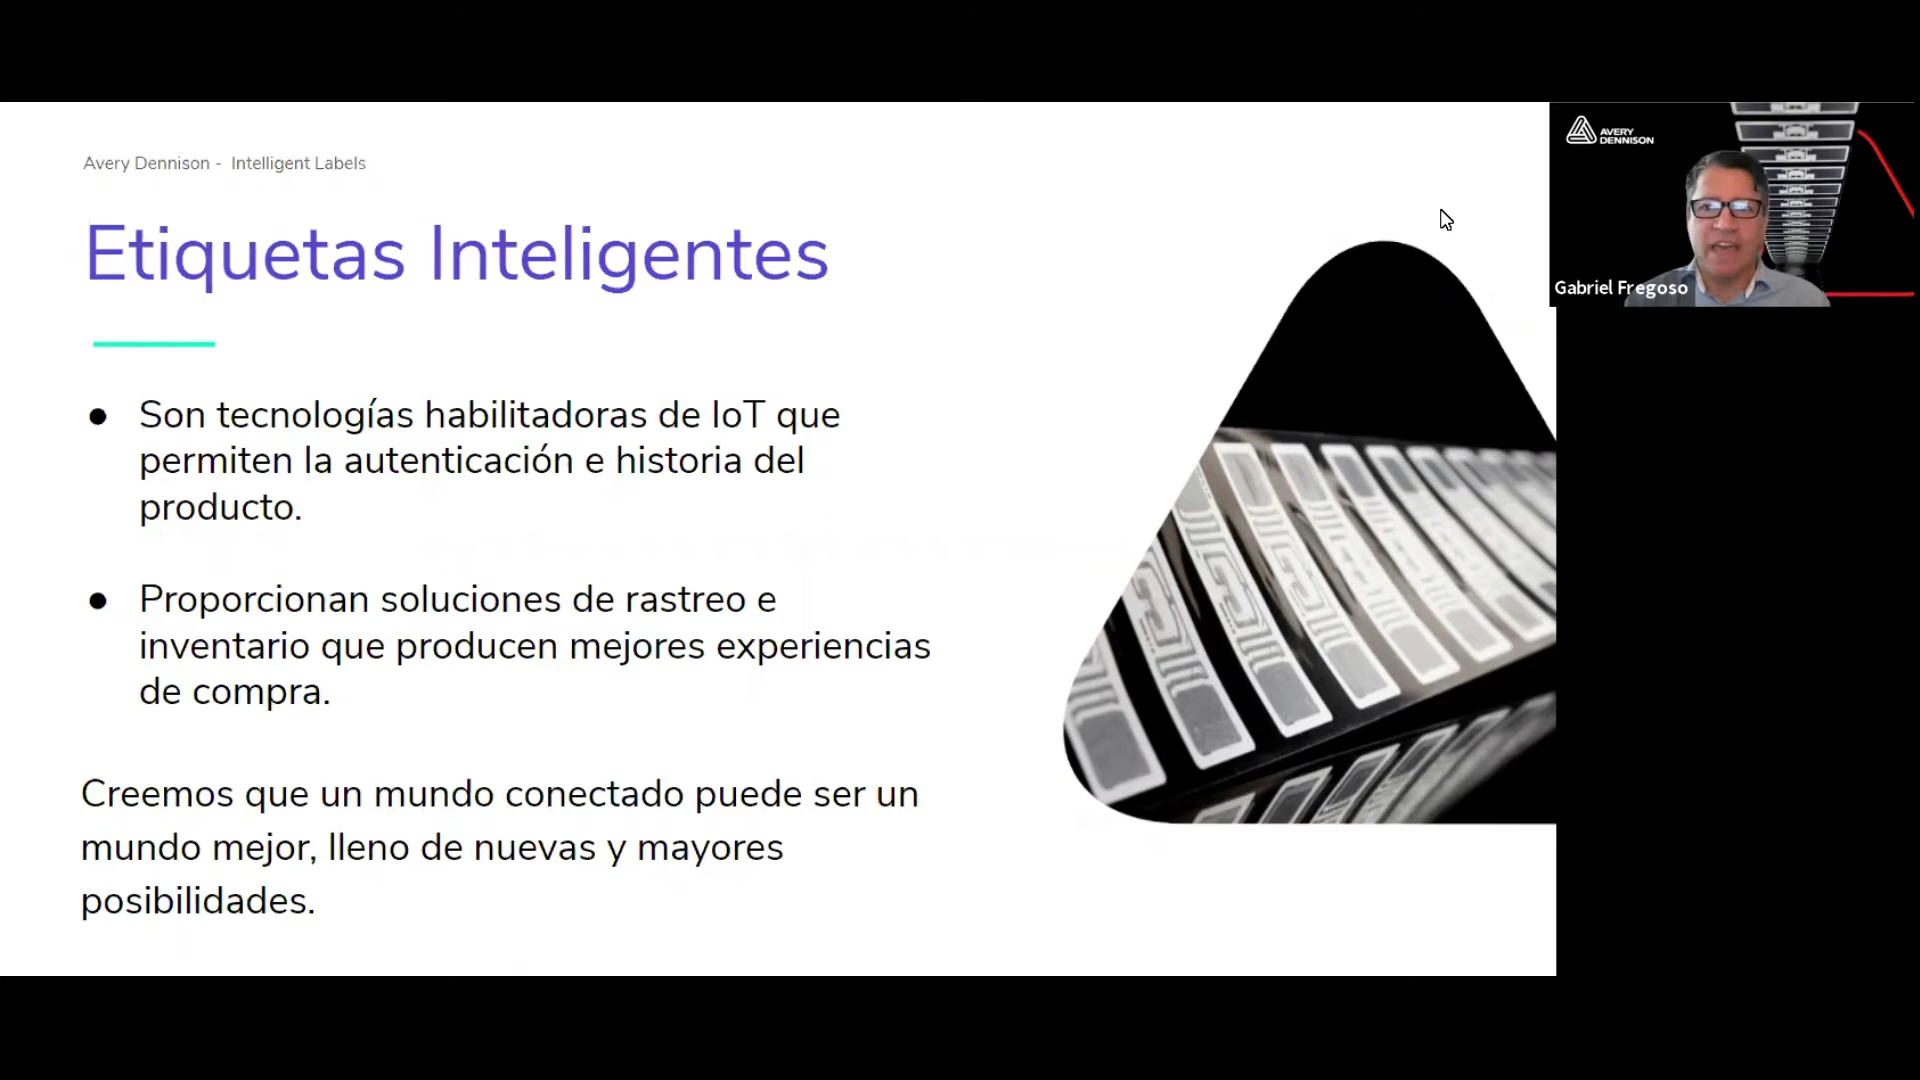 Avery Dennison - Intelligent Labels
Etiquetas Inteligentes
● Son tecnologías habilitadoras de IoT que
permiten la autenticación e historia del
producto.
● Proporcionan soluciones de rastreo e
inventario que producen mejores experiencias
de compra.
Creemos que un mundo conectado puede ser un
mundo mejor, lleno de nuevas y mayores
posibilidades.
AVERY
DENNISON
Gabriel Fregoso